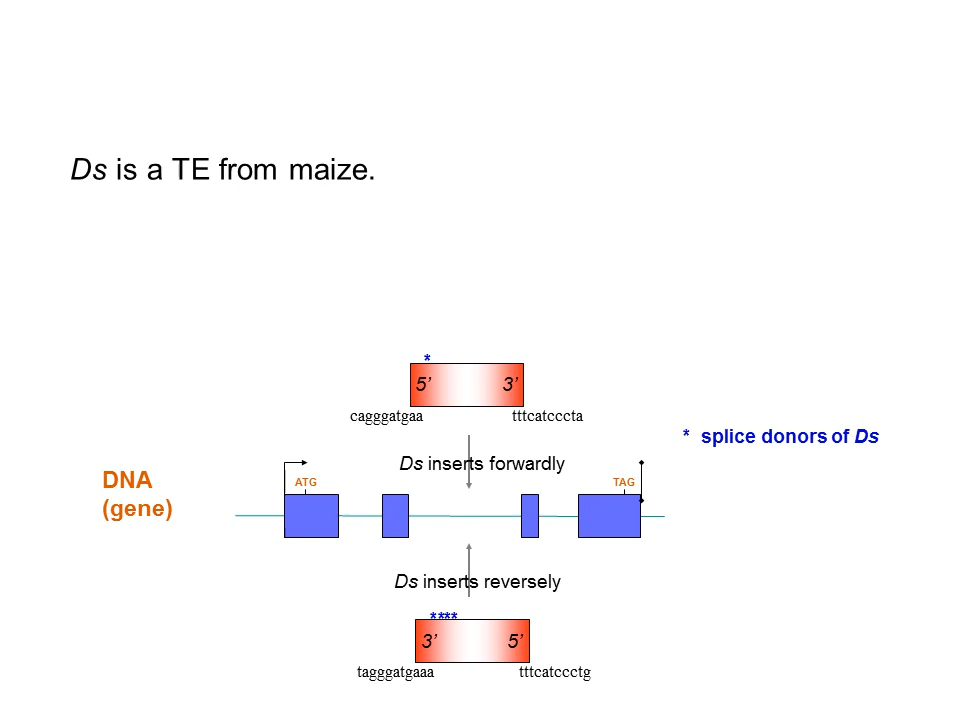 Ds is a TE from maize.
*
5’ 3’
cagggatgaa tttcatcccta
* splice donors of Ds
Ds inserts forwardly
DNA
(gene)
ATG TAG
Ds inserts reversely
****
3’ 5’
tagggatgaaa tttcatccctg